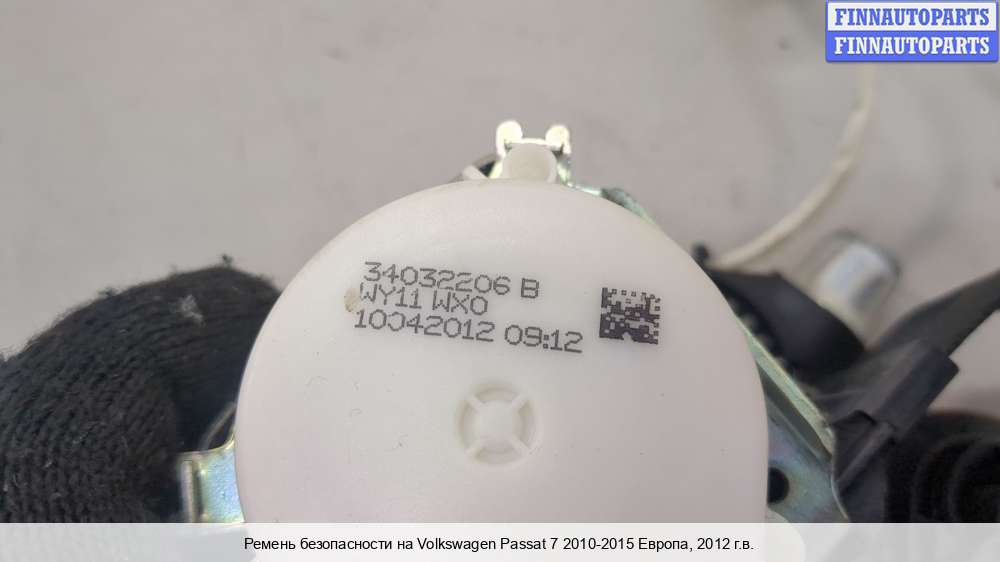 FINNAUTOPARTS
FINNAUTOPARTS
34032206 B
WY11 WX0
10042012 09:12
Ремень безопасности на Volkswagen Passat 7 2010-2015 Европа, 2012 г.в.